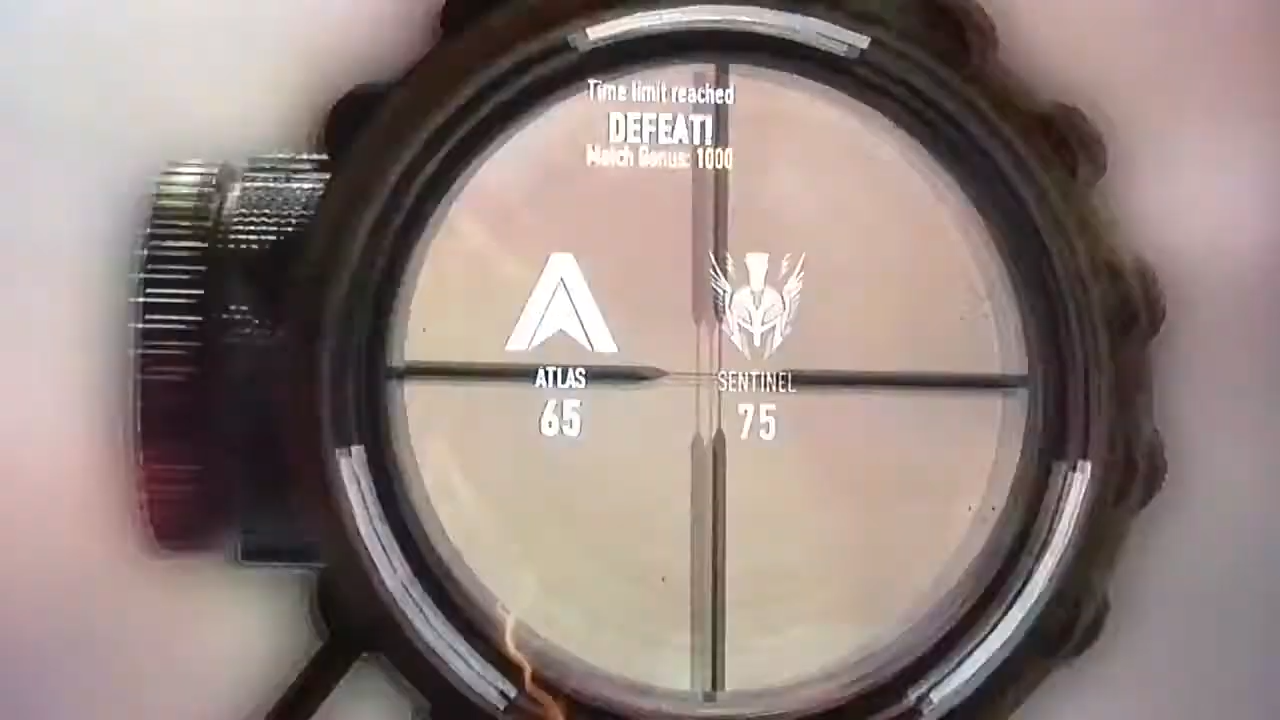 Time limit reached
DEFEAT!
Match Bonus: 1000
ATLAS
SENTINEL
65
75